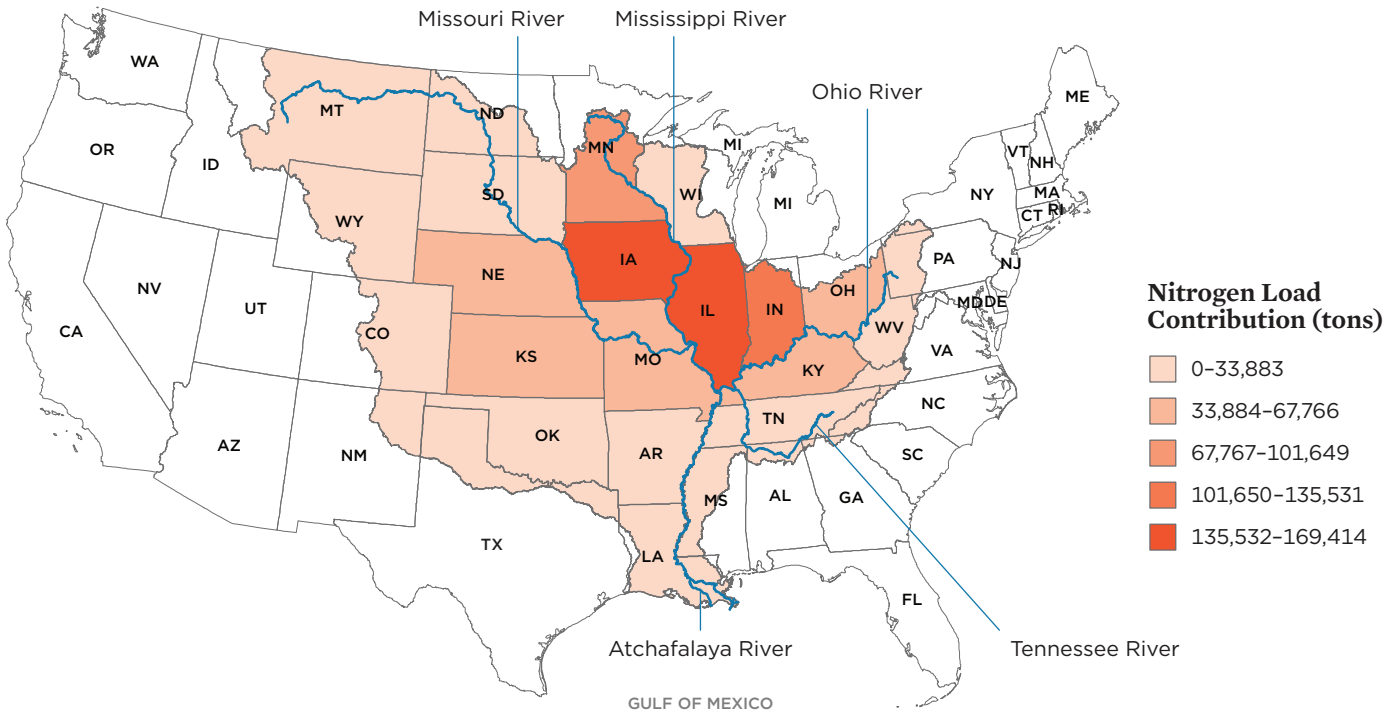 Missouri River
Mississippi River
Ohio River
WA
MT
ND
MN
MI
ME
OR
ID
SD
WI
MI
VT
NH
NY
MA
CT
RI
WY
NE
IA
IL
IN
OH
PA
NJ
MD
DE
NV
UT
CO
KS
MO
KY
WV
VA
CA
AZ
NM
OK
AR
TN
NC
SC
TX
LA
MS
AL
GA
FL
Atchafalaya River
Tennessee River
GULF OF MEXICO
Nitrogen Load
Contribution (tons)
0–33,883
33,884–67,766
67,767–101,649
101,650–135,531
135,532–169,414